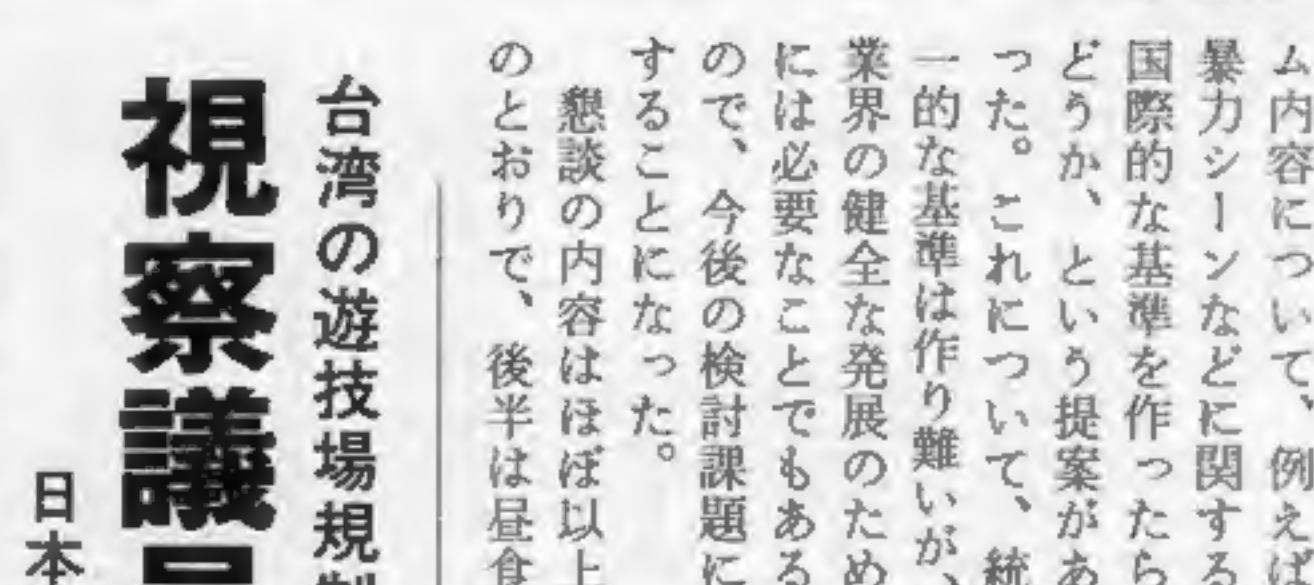 ム内容について、例えば
暴力シーンなどに関する
国際的な基準を作ったら
どうか、という提案があ
った。これについて、統
一的な基準は作り難いが、
業界の健全な発展のため
には必要なことでもある
ので、今後の検討課題に
することになった。
懇談の内容はほぼ以上
のとおりで、後半は昼食
台湾の遊技場規制
視察議員
日本